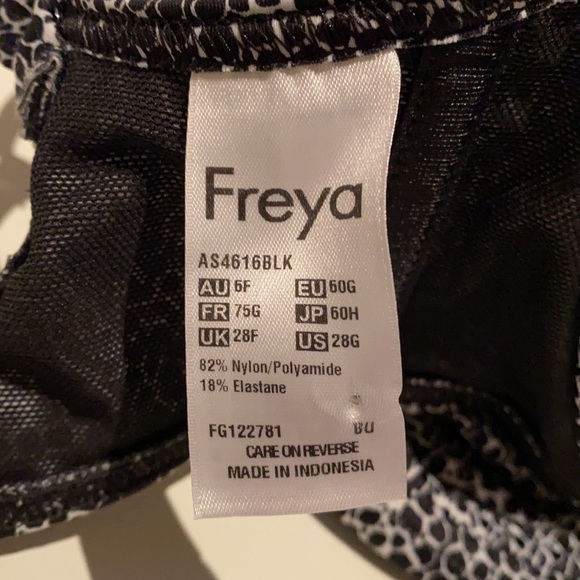 Freya
AS4616BLK
AU 6F EU 60G
FR 75G JP 60H
UK 28F US 28G
82% Nylon/Polyamide
18% Elastane
FG122781 BU
CARE ON REVERSE
MADE IN INDONESIA